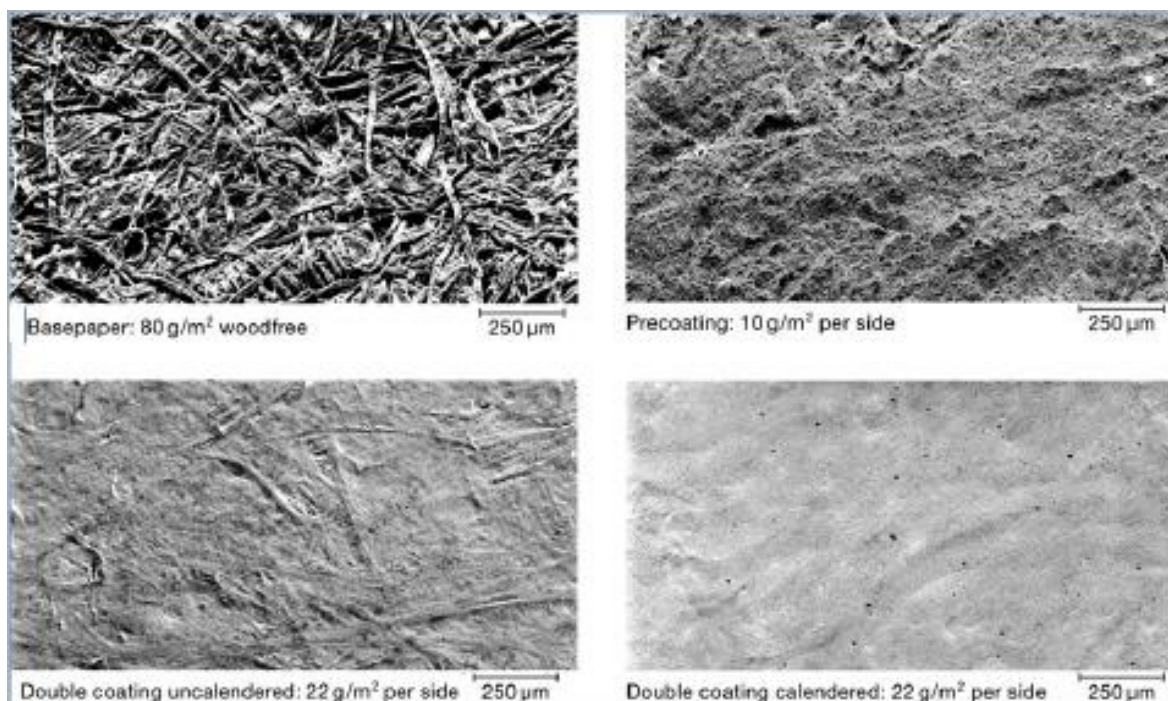 Basepaper: 80 g/m² woodfree
250 µm
Precoating: 10 g/m² per side
250 µm
Double coating uncalendered: 22 g/m² per side
250 µm
Double coating calendered: 22 g/m² per side
250 µm